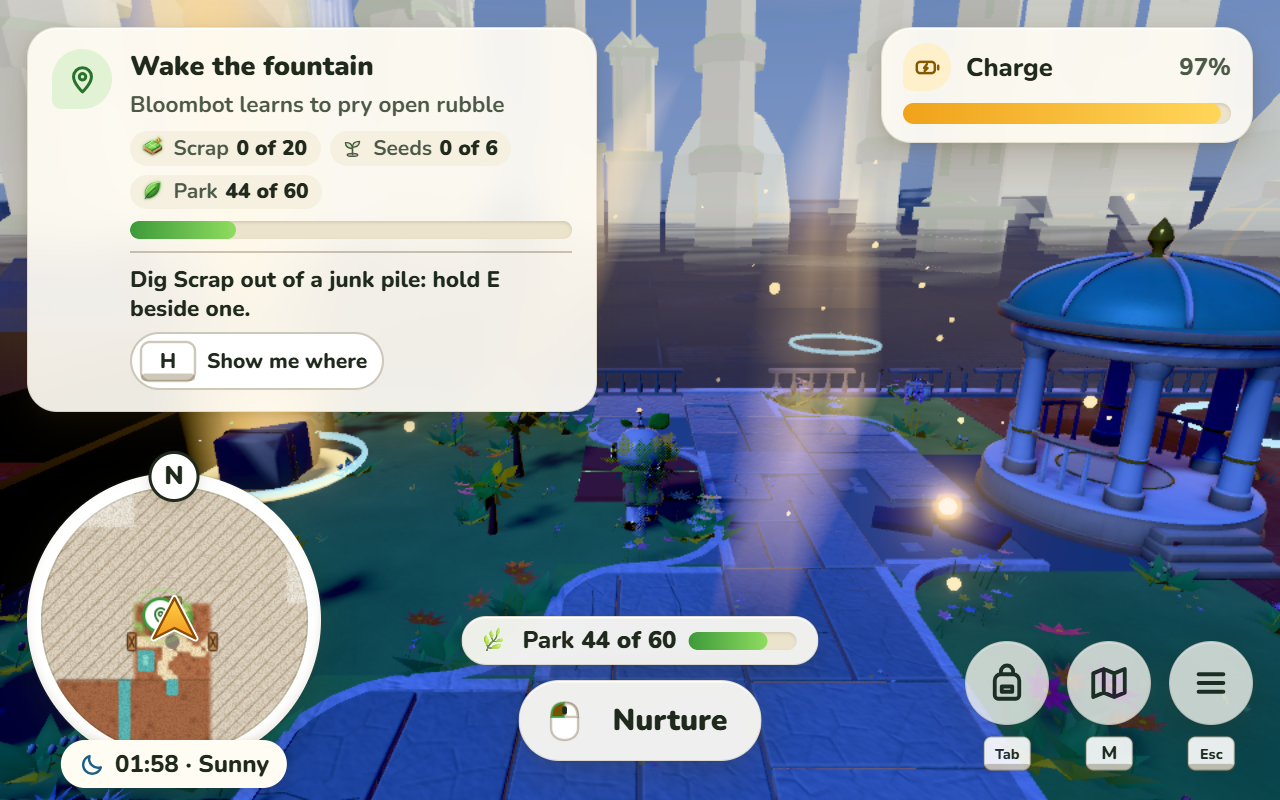 Wake the fountain
Bloombot learns to pry open rubble
Scrap 0 of 20 Seeds 0 of 6
Park 44 of 60
Dig Scrap out of a junk pile: hold E
beside one.
H Show me where
Charge 97%
N
01:58 · Sunny
Park 44 of 60
Nurture
Tab M Esc